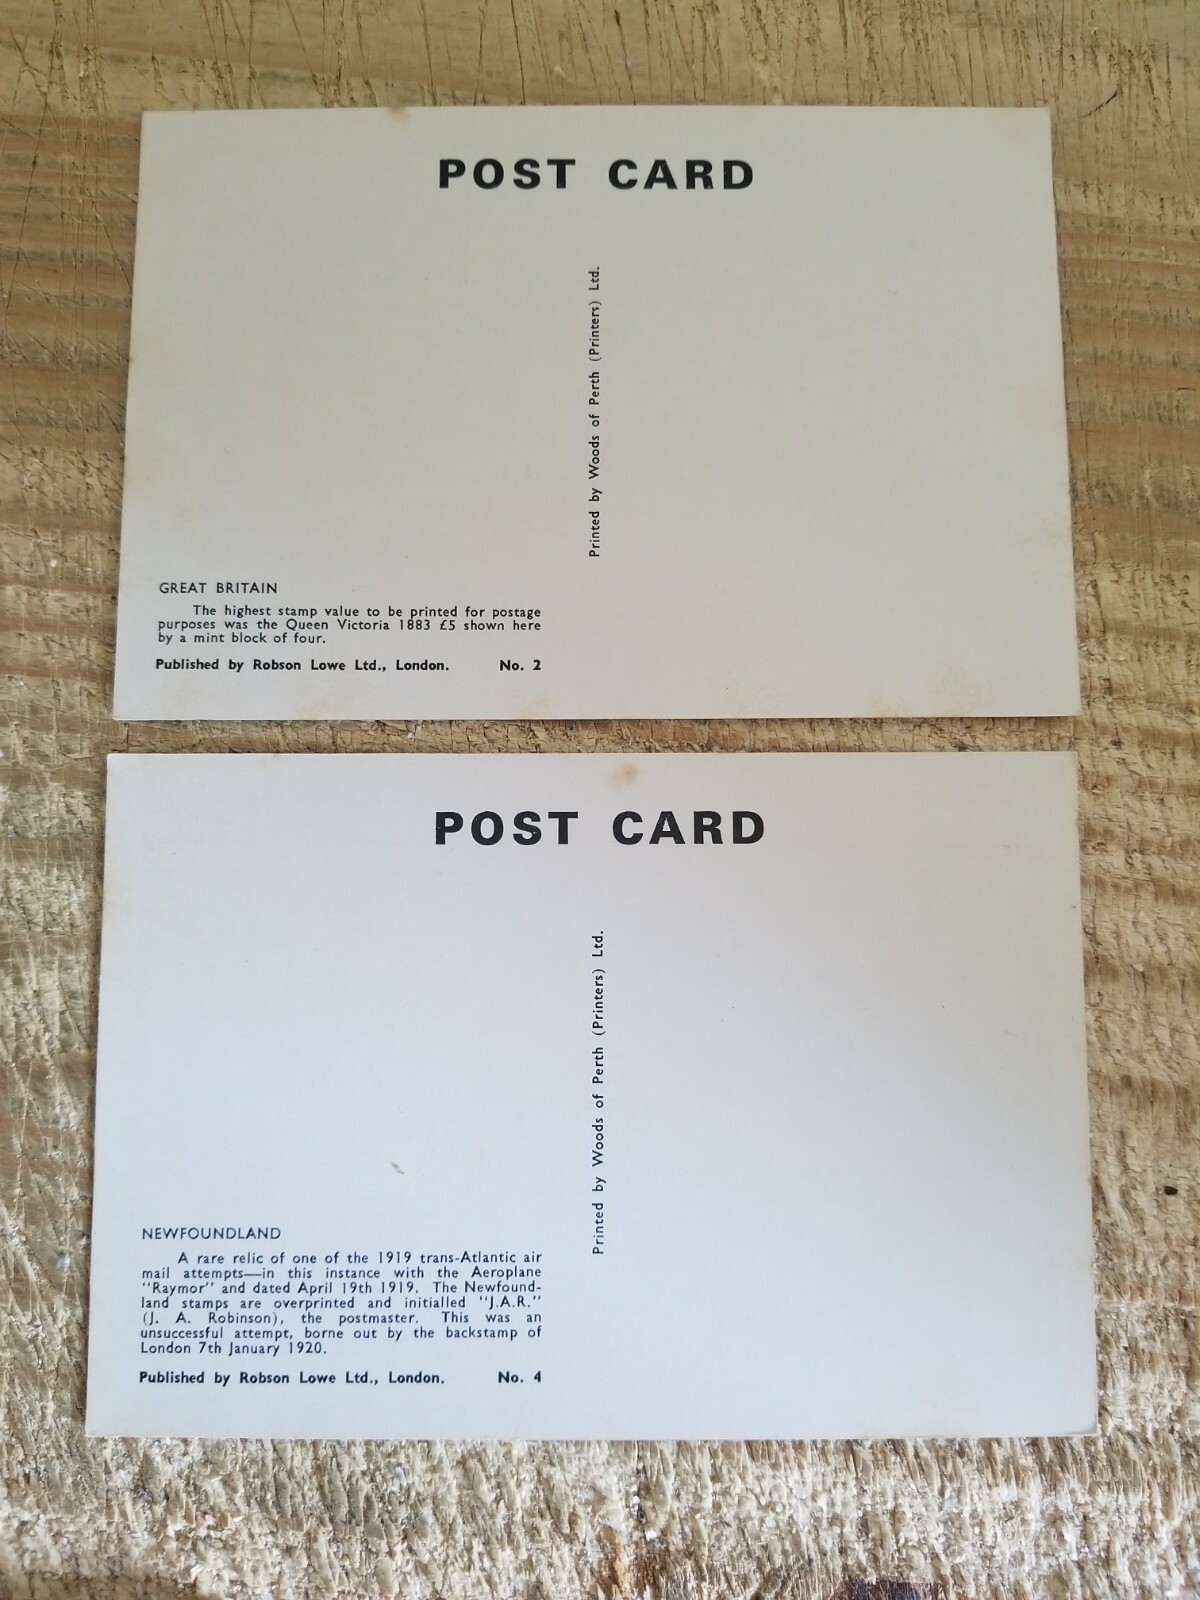 POST CARD
Printed by Woods of Perth (Printers) Ltd.
GREAT BRITAIN
The highest stamp value to be printed for postage
purposes was the Queen Victoria 1883 £5 shown here
by a mint block of four.
Published by Robson Lowe Ltd., London. No. 2
POST CARD
Printed by Woods of Perth (Printers) Ltd.
NEWFOUNDLAND
A rare relic of one of the 1919 trans-Atlantic air
mail attempts—in this instance with the Aeroplane
"Raymor" and dated April 19th 1919. The Newfound-
land stamps are overprinted and initialled "J.A.R."
(J. A. Robinson), the postmaster. This was an
unsuccessful attempt, borne out by the backstamp of
London 7th January 1920.
Published by Robson Lowe Ltd., London. No. 4